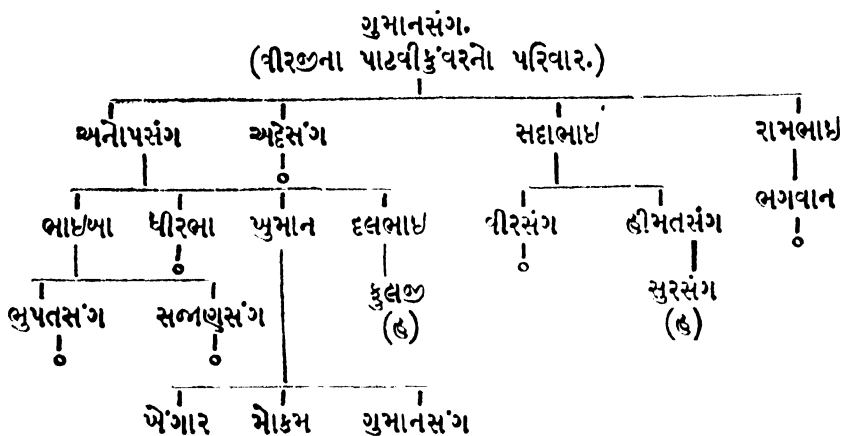 ગુમાનસંગ.
(વીરજીના પાટવીકુંવરનો પરિવાર.)
અનોપસંગ અદેસંગ સદાભાઇ રામભાઇ
ભાઇબા ધીરભા ખુમાન દલભાઇ વીરસંગ હીમતસંગ ભગવાન
ભુપતસંગ સજાણસંગ ફુલજી (હ) સુરસંગ (હ)
ખેંગાર મોકમ ગુમાનસંગ